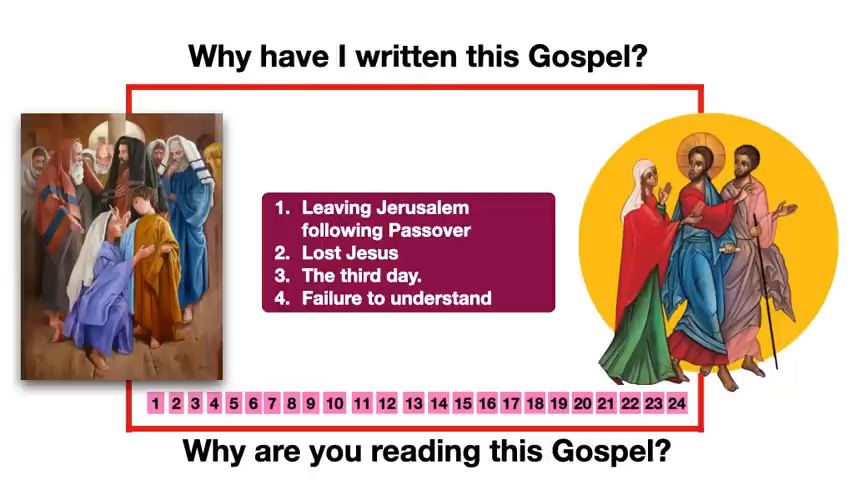 Why have I written this Gospel?
1. Leaving Jerusalem
following Passover
2. Lost Jesus
3. The third day.
4. Failure to understand
1 2 3 4 5 6 7 8 9 10 11 12 13 14 15 16 17 18 19 20 21 22 23 24
Why are you reading this Gospel?